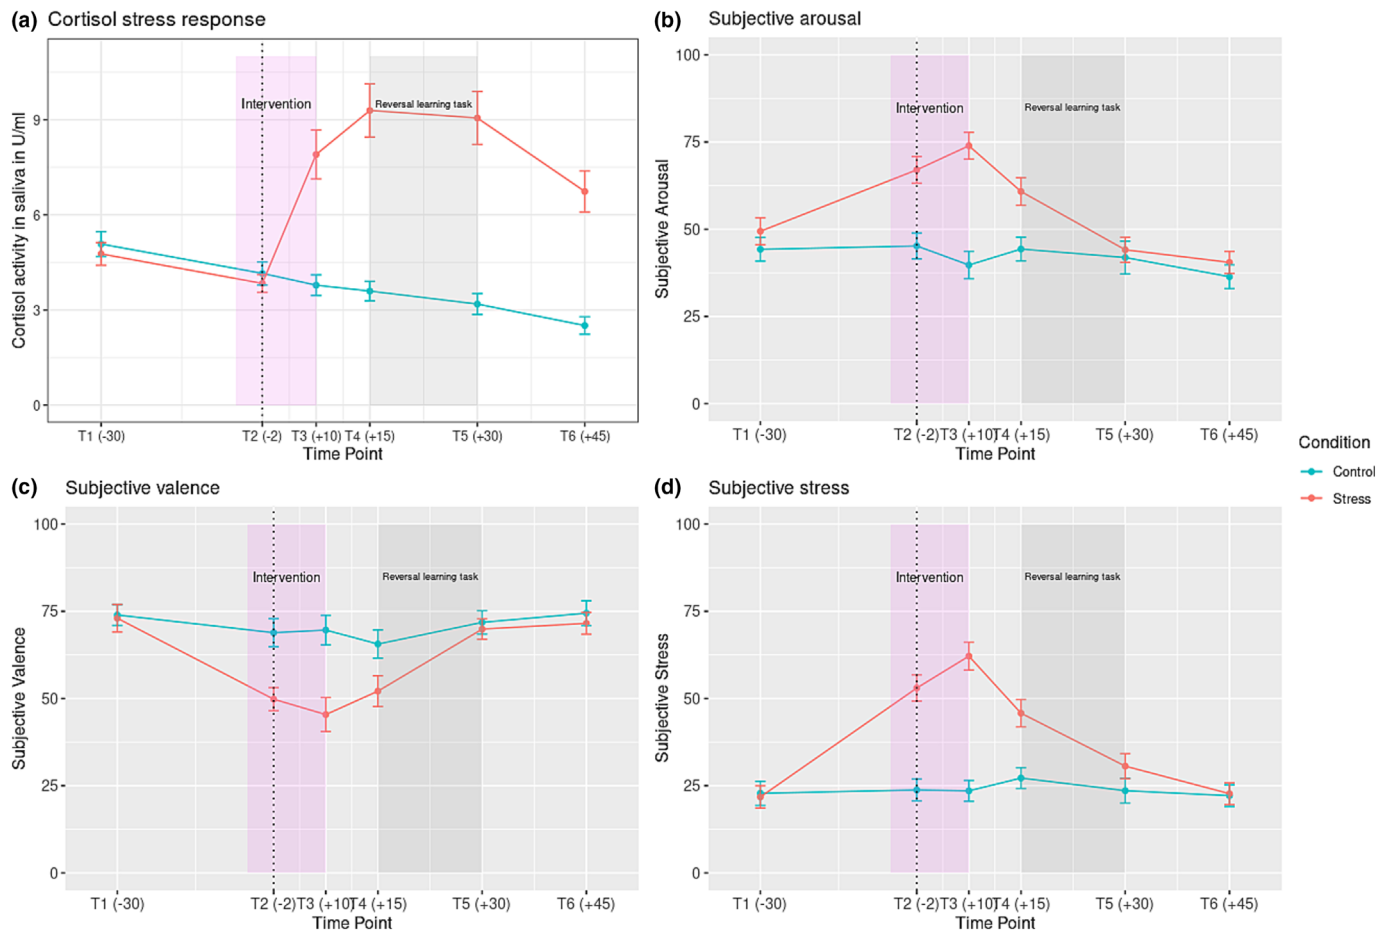 (a) Cortisol stress response
Cortisol activity in saliva in U/ml
9
6
3
0
Intervention
Reversal learning task
T1 (-30) T2 (-2) T3 (+10) T4 (+15) T5 (+30) T6 (+45)
Time Point
(b) Subjective arousal
Subjective Arousal
100
75
50
25
0
Intervention
Reversal learning task
T1 (-30) T2 (-2) T3 (+10) T4 (+15) T5 (+30) T6 (+45)
Time Point
(c) Subjective valence
Subjective Valence
100
75
50
25
0
Intervention
Reversal learning task
T1 (-30) T2 (-2) T3 (+10) T4 (+15) T5 (+30) T6 (+45)
Time Point
(d) Subjective stress
Subjective Stress
100
75
50
25
0
Intervention
Reversal learning task
T1 (-30) T2 (-2) T3 (+10) T4 (+15) T5 (+30) T6 (+45)
Time Point
Condition
Control
Stress